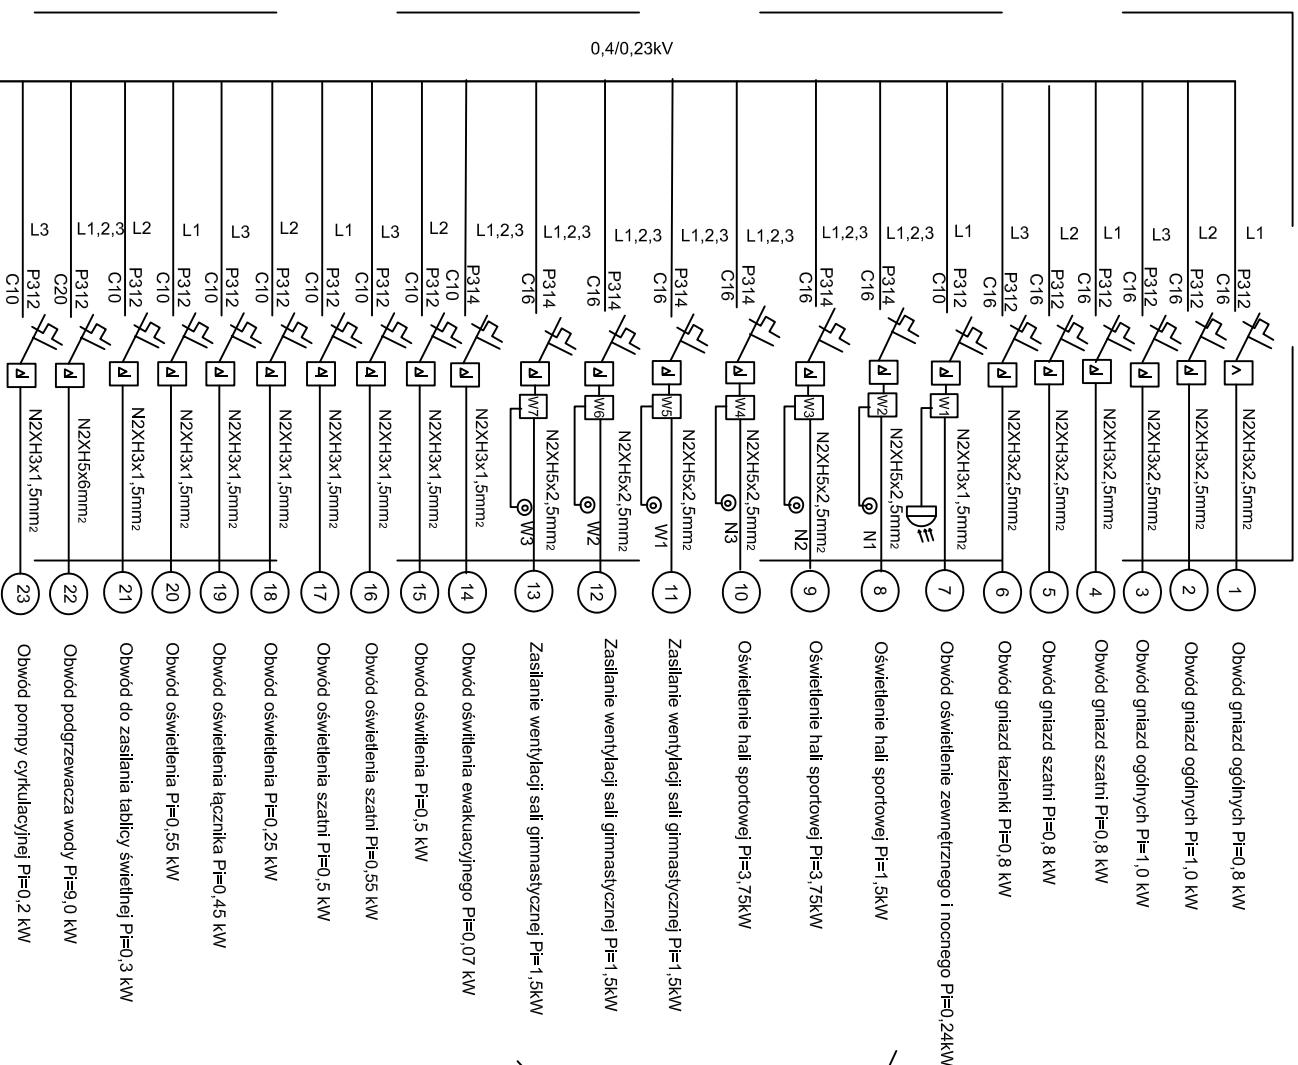 0,4/0,23kV
L3
L1,2,3
L2
L1
L3
L2
L1
L3
L2
L1,2,3
L1,2,3
L1,2,3
L1,2,3
L1,2,3
L1,2,3
L1,2,3
L1
L3
L2
L1
L3
L2
L1
P312
C10
P312
C20
P312
C10
P312
C10
P312
C10
P312
C10
P312
C10
P312
C10
P312
C10
P314
C10
P314
C16
P314
C16
P314
C16
P314
C16
P314
C16
P314
C16
P312
C10
P312
C16
P312
C16
P312
C16
P312
C16
P312
C16
P312
C16
W7
W6
W5
W4
W3
W2
W1
N2XH3x1,5mm2
N2XH5x6mm2
N2XH3x1,5mm2
N2XH3x1,5mm2
N2XH3x1,5mm2
N2XH3x1,5mm2
N2XH3x1,5mm2
N2XH3x1,5mm2
N2XH3x1,5mm2
N2XH3x1,5mm2
N2XH5x2,5mm2
N2XH5x2,5mm2
N2XH5x2,5mm2
N2XH5x2,5mm2
N2XH5x2,5mm2
N2XH5x2,5mm2
N2XH3x1,5mm2
N2XH3x2,5mm2
N2XH3x2,5mm2
N2XH3x2,5mm2
N2XH3x2,5mm2
N2XH3x2,5mm2
N2XH3x2,5mm2
W3
W2
W1
N3
N2
N1
23
22
21
20
19
18
17
16
15
14
13
12
11
10
9
8
7
6
5
4
3
2
1
Obwód pompy cyrkulacyjnej Pi=0,2 kW
Obwód podgrzewacza wody Pi=9,0 kW
Obwód do zasilania tablicy świetlnej Pi=0,3 kW
Obwód oświetlenia Pi=0,55 kW
Obwód oświetlenia łącznika Pi=0,45 kW
Obwód oświetlenia Pi=0,25 kW
Obwód oświetlenia szatni Pi=0,5 kW
Obwód oświetlenia szatni Pi=0,55 kW
Obwód oświtlenia Pi=0,5 kW
Obwód oświtlenia ewakuacyjnego Pi=0,07 kW
Zasilanie wentylacji sali gimnastycznej Pi=1,5kW
Zasilanie wentylacji sali gimnastycznej Pi=1,5kW
Zasilanie wentylacji sali gimnastycznej Pi=1,5kW
Oświetlenie hali sportowej Pi=3,75kW
Oświetlenie hali sportowej Pi=3,75kW
Oświetlenie hali sportowej Pi=1,5kW
Obwód oświetlenie zewnętrznego i nocnego Pi=0,24kW
Obwód gniazd łazienki Pi=0,8 kW
Obwód gniazd szatni Pi=0,8 kW
Obwód gniazd szatni Pi=0,8 kW
Obwód gniazd ogólnych Pi=1,0 kW
Obwód gniazd ogólnych Pi=1,0 kW
Obwód gniazd ogólnych Pi=0,8 kW